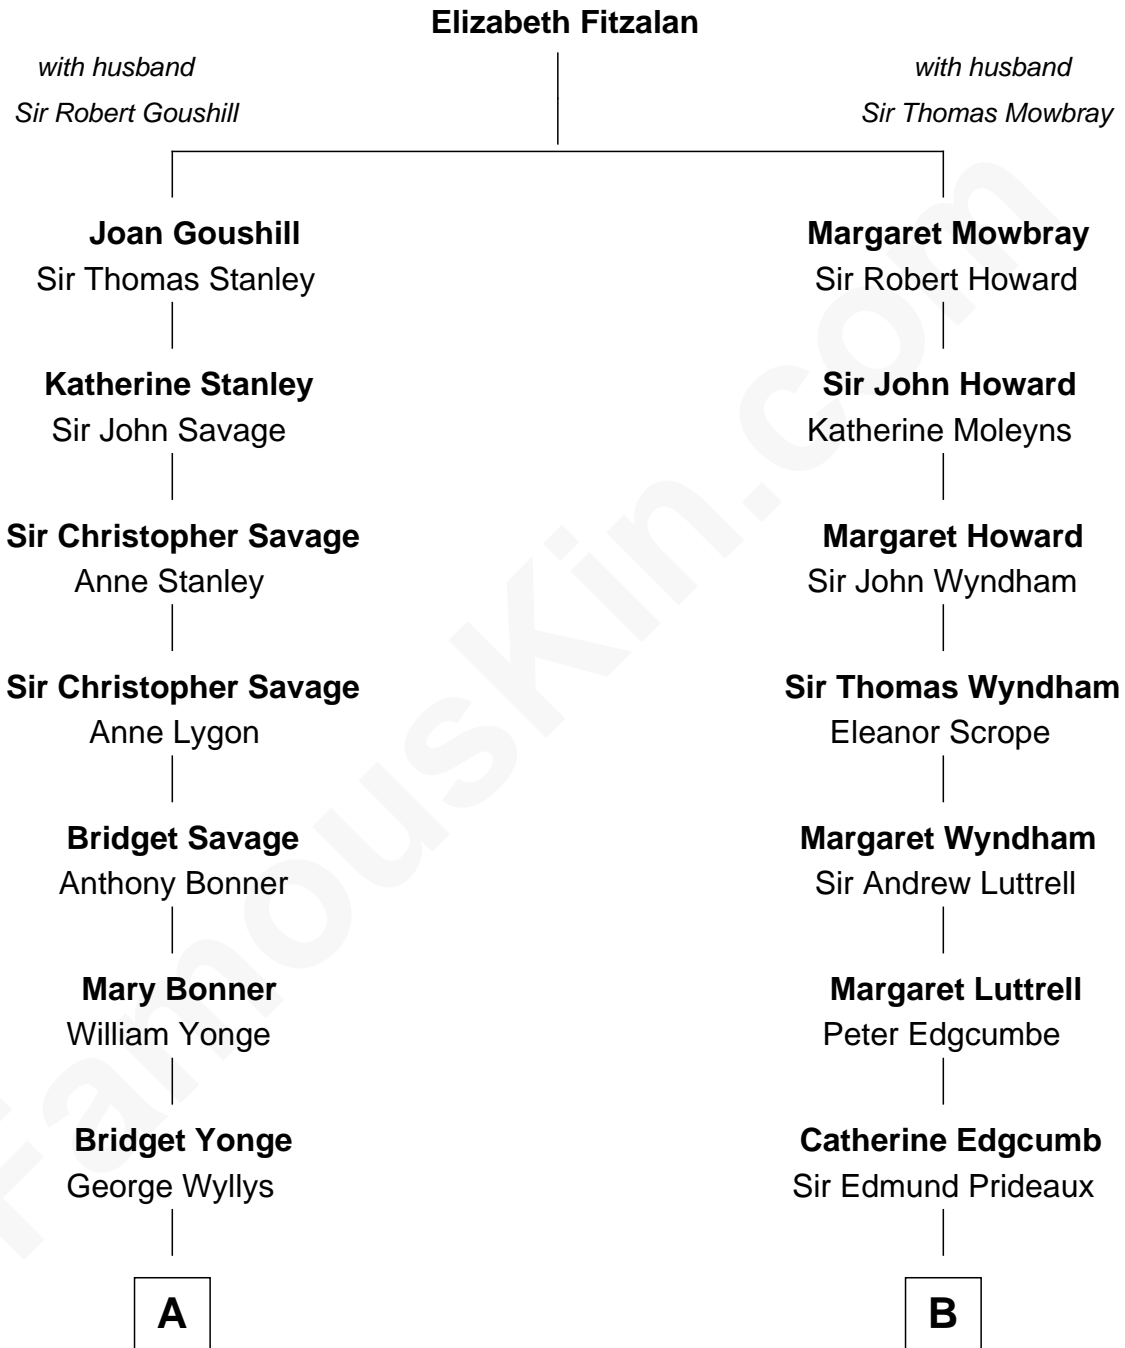 Elizabeth Fitzalan
with husband
Sir Robert Goushill
with husband
Sir Thomas Mowbray
Joan Goushill
Sir Thomas Stanley
Margaret Mowbray
Sir Robert Howard
Katherine Stanley
Sir John Savage
Sir John Howard
Katherine Moleyns
Sir Christopher Savage
Anne Stanley
Margaret Howard
Sir John Wyndham
Sir Christopher Savage
Anne Lygon
Sir Thomas Wyndham
Eleanor Scrope
Bridget Savage
Anthony Bonner
Margaret Wyndham
Sir Andrew Luttrell
Mary Bonner
William Yonge
Margaret Luttrell
Peter Edgcumbe
Bridget Yonge
George Wyllys
Catherine Edgcumb
Sir Edmund Prideaux
A
B
FamousKin.com